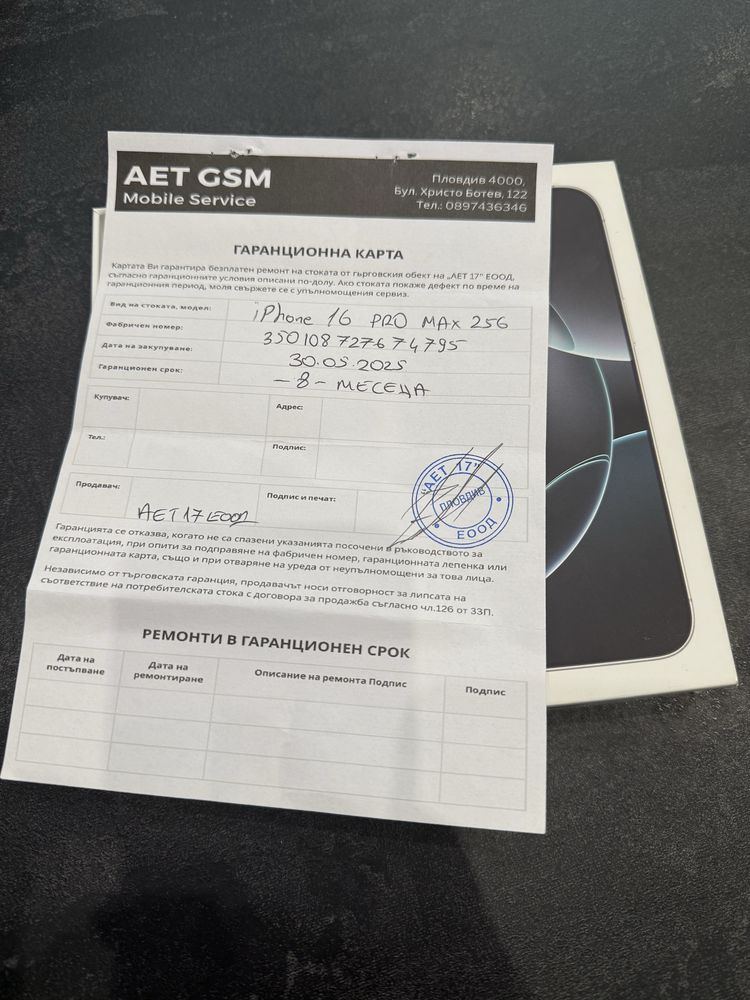 AET GSM
Mobile Service
Пловдив 4000,
Бул. Христо Ботев, 122
Тел.: 0897436346
ГАРАНЦИОННА КАРТА
Картата Ви гарантира безплатен ремонт на стоката от гърговския обект на „АЕТ 17" ЕООД,
съгласно гаранционните условия описани по-долу. Ако стоката покаже дефект по време на
гаранционния период, моля свържете се с упълномощения сервиз.
Вид на стоката, модел: iPhone 16 PRO MAX 256
Фабричен номер: 350108727674795
Дата на закупуване: 30.05.2025
Гаранционен срок: - 8 - МЕСЕЦА
Купувач: Адрес:
Тел.: Подпис:
Продавач: АЕТ 17 ЕООД Подпис и печат:
"АЕТ 17"
ПЛОВДИВ
ЕООД
Гаранцията се отказва, когато не са спазени указанията посочени в ръководството за
експлоатация, при опити за подправяне на фабричен номер, гаранционната лепенка или
гаранционната карта, също и при отваряне на уреда от неупълномощени за това лица.
Независимо от търговската гаранция, продавачът носи отговорност за липсата на
съответствие на потребителската стока с договора за продажба съгласно чл.126 от ЗЗП.
РЕМОНТИ В ГАРАНЦИОНЕН СРОК
Дата на постъпване Дата на ремонтиране Описание на ремонта Подпис Подпис